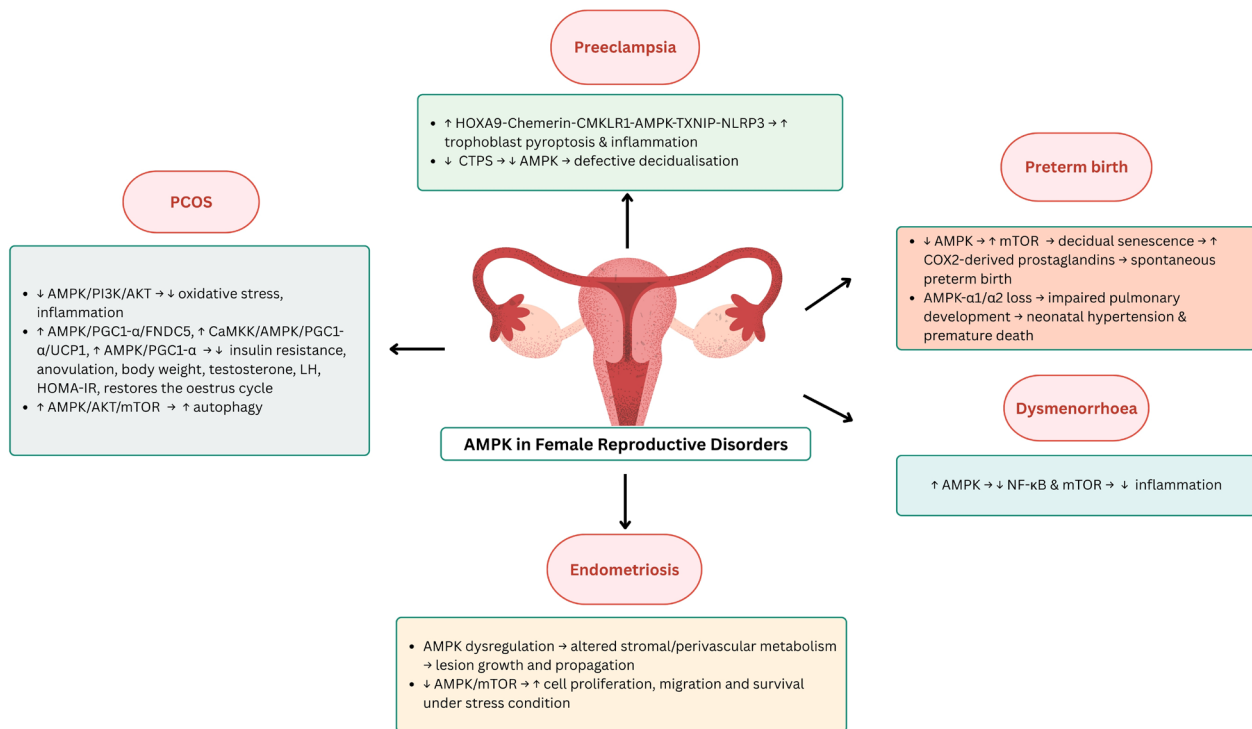 Preeclampsia
• ↑ HOXA9-Chemerin-CMKLR1-AMPK-TXNIP-NLRP3 → ↑
trophoblast pyroptosis & inflammation
• ↓ CTPS → ↓ AMPK → defective decidualisation
PCOS
• ↓ AMPK/PI3K/AKT → ↓ oxidative stress,
inflammation
• ↑ AMPK/PGC1-α/FNDC5, ↑ CaMKK/AMPK/PGC1-
α/UCP1, ↑ AMPK/PGC1-α → ↓ insulin resistance,
anovulation, body weight, testosterone, LH,
HOMA-IR, restores the oestrus cycle
• ↑ AMPK/AKT/mTOR → ↑ autophagy
Preterm birth
• ↓ AMPK → ↑ mTOR → decidual senescence → ↑
COX2-derived prostaglandins → spontaneous
preterm birth
• AMPK-α1/α2 loss → impaired pulmonary
development → neonatal hypertension &
premature death
Dysmenorrhoea
↑ AMPK → ↓ NF-κB & mTOR → ↓ inflammation
AMPK in Female Reproductive Disorders
Endometriosis
• AMPK dysregulation → altered stromal/perivascular metabolism
→ lesion growth and propagation
• ↓ AMPK/mTOR → ↑ cell proliferation, migration and survival
under stress condition